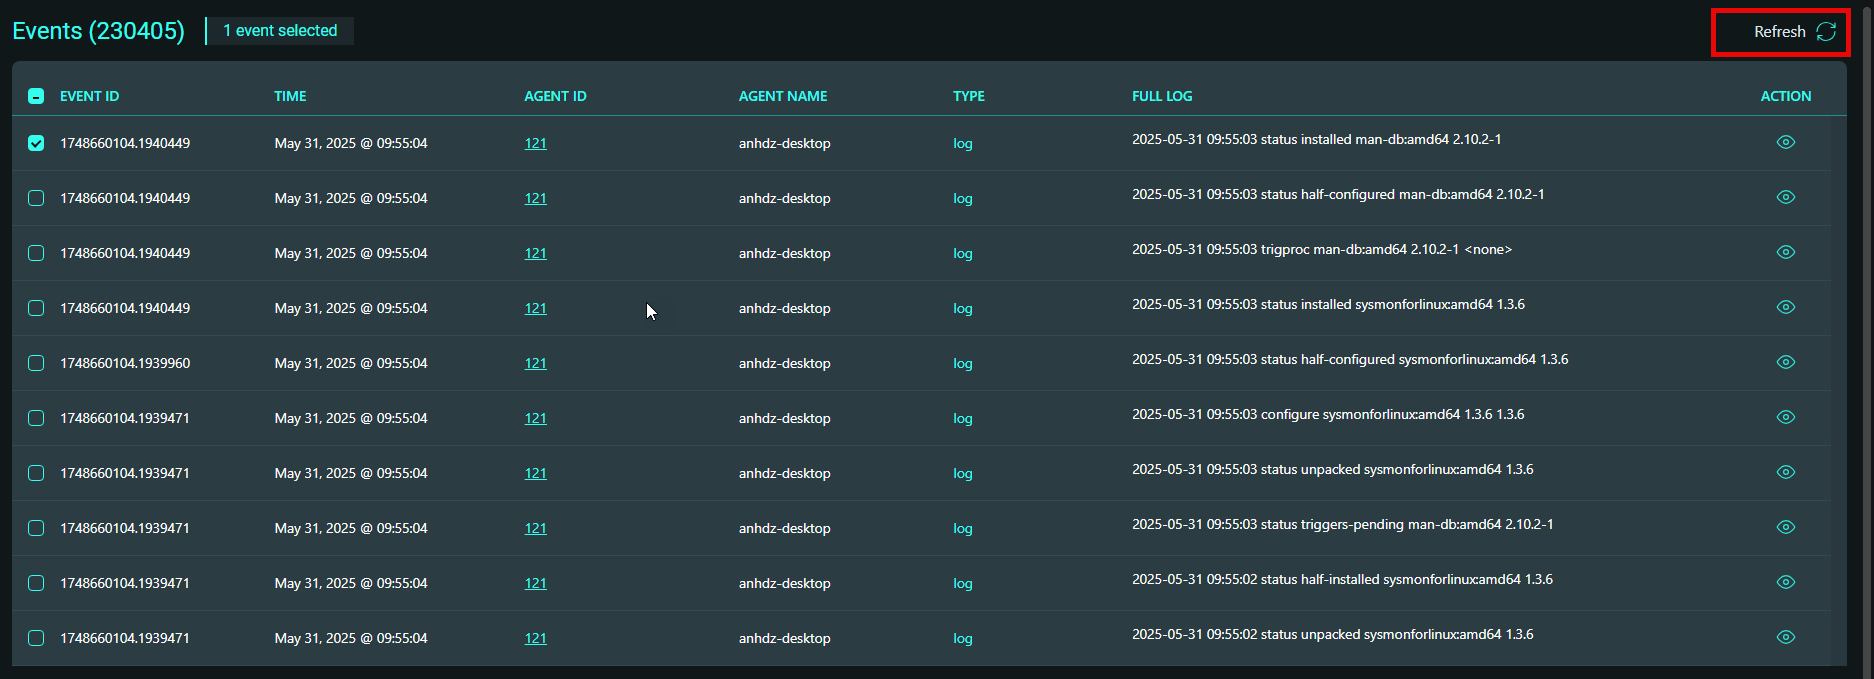 Events (230405) 1 event selected Refresh
EVENT ID TIME AGENT ID AGENT NAME TYPE FULL LOG ACTION
1748660104.1940449 May 31, 2025 @ 09:55:04 121 anhdz-desktop log 2025-05-31 09:55:03 status installed man-db:amd64 2.10.2-1
1748660104.1940449 May 31, 2025 @ 09:55:04 121 anhdz-desktop log 2025-05-31 09:55:03 status half-configured man-db:amd64 2.10.2-1
1748660104.1940449 May 31, 2025 @ 09:55:04 121 anhdz-desktop log 2025-05-31 09:55:03 trigproc man-db:amd64 2.10.2-1 <none>
1748660104.1940449 May 31, 2025 @ 09:55:04 121 anhdz-desktop log 2025-05-31 09:55:03 status installed sysmonforlinux:amd64 1.3.6
1748660104.1939960 May 31, 2025 @ 09:55:04 121 anhdz-desktop log 2025-05-31 09:55:03 status half-configured sysmonforlinux:amd64 1.3.6
1748660104.1939471 May 31, 2025 @ 09:55:04 121 anhdz-desktop log 2025-05-31 09:55:03 configure sysmonforlinux:amd64 1.3.6 1.3.6
1748660104.1939471 May 31, 2025 @ 09:55:04 121 anhdz-desktop log 2025-05-31 09:55:03 status unpacked sysmonforlinux:amd64 1.3.6
1748660104.1939471 May 31, 2025 @ 09:55:04 121 anhdz-desktop log 2025-05-31 09:55:03 status triggers-pending man-db:amd64 2.10.2-1
1748660104.1939471 May 31, 2025 @ 09:55:04 121 anhdz-desktop log 2025-05-31 09:55:02 status half-installed sysmonforlinux:amd64 1.3.6
1748660104.1939471 May 31, 2025 @ 09:55:04 121 anhdz-desktop log 2025-05-31 09:55:02 status unpacked sysmonforlinux:amd64 1.3.6